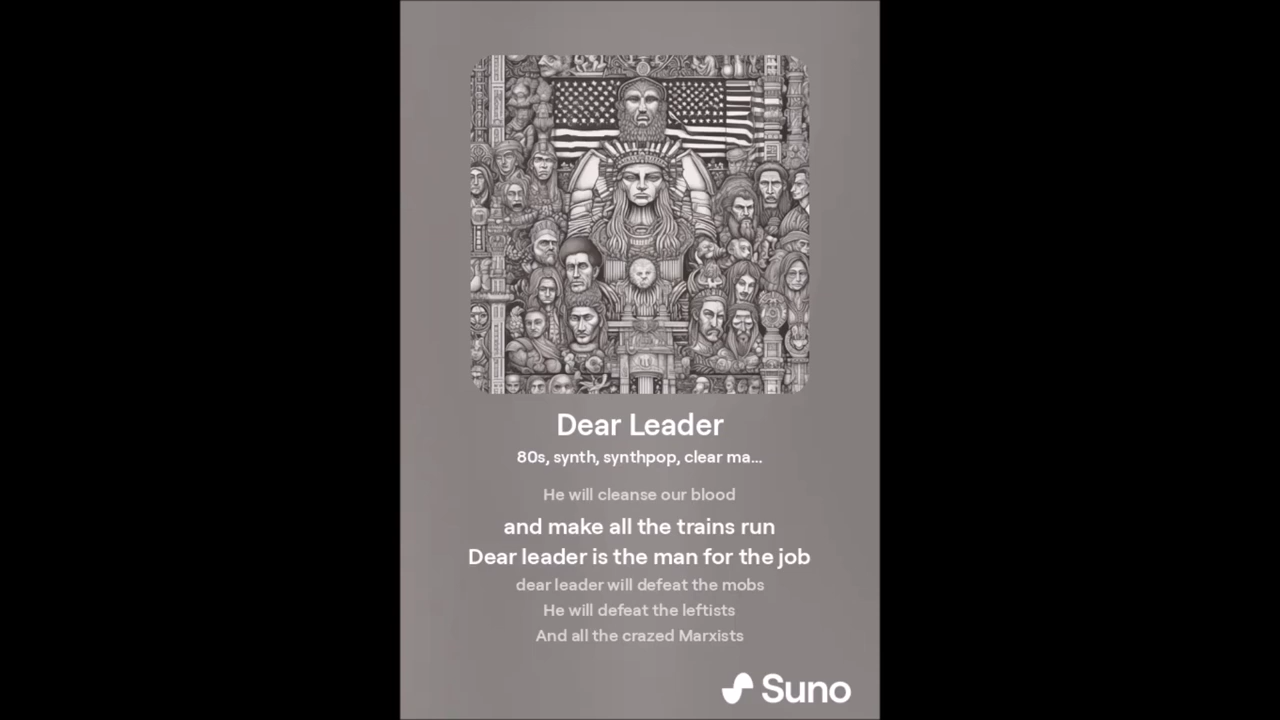 Dear Leader
80s, synth, synthpop, clear ma...
He will cleanse our blood
and make all the trains run
Dear leader is the man for the job
dear leader will defeat the mobs
He will defeat the leftists
And all the crazed Marxists
Suno